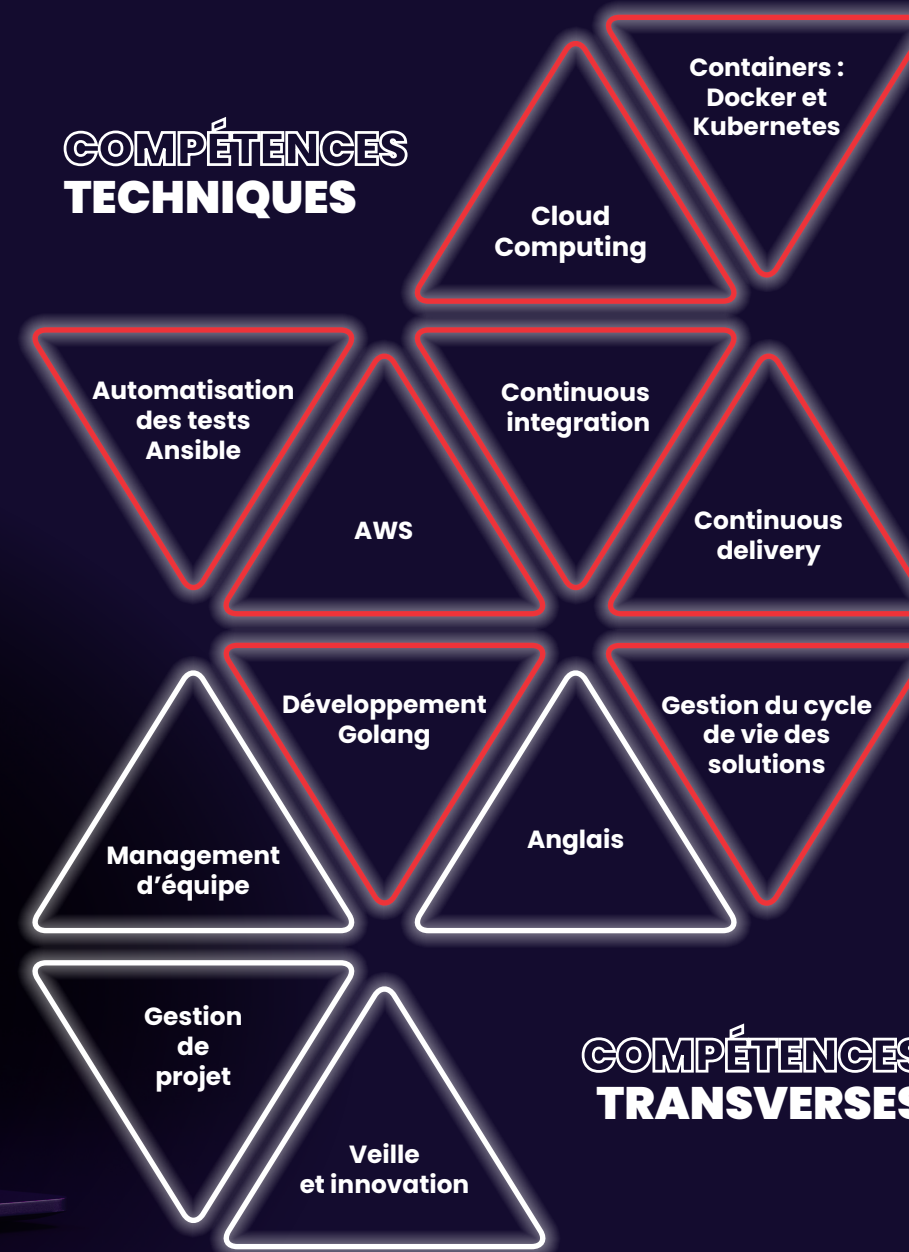 Containers :
Docker et
Kubernetes
COMPÉTENCES
TECHNIQUES
Cloud
Computing
Automatisation
des tests
Ansible
Continuous
integration
AWS
Continuous
delivery
Développement
Golang
Gestion du cycle
de vie des
solutions
Management
d’équipe
Anglais
Gestion
de
projet
COMPÉTENCES
TRANSVERSES
Veille
et innovation